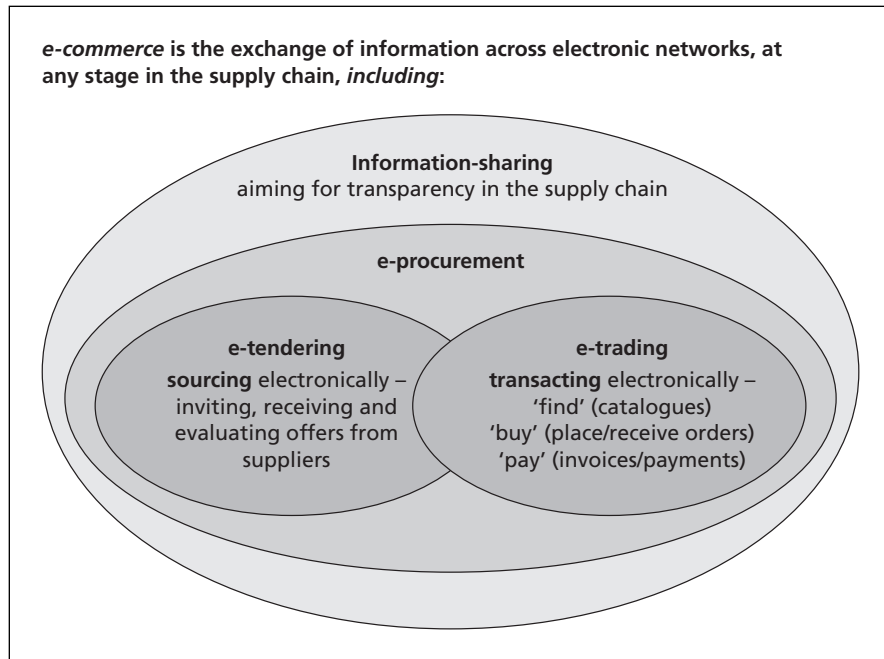 e-commerce is the exchange of information across electronic networks, at
any stage in the supply chain, including:
Information-sharing
aiming for transparency in the supply chain
e-procurement
e-tendering
sourcing electronically –
inviting, receiving and
evaluating offers from
suppliers
e-trading
transacting electronically –
‘find’ (catalogues)
‘buy’ (place/receive orders)
‘pay’ (invoices/payments)